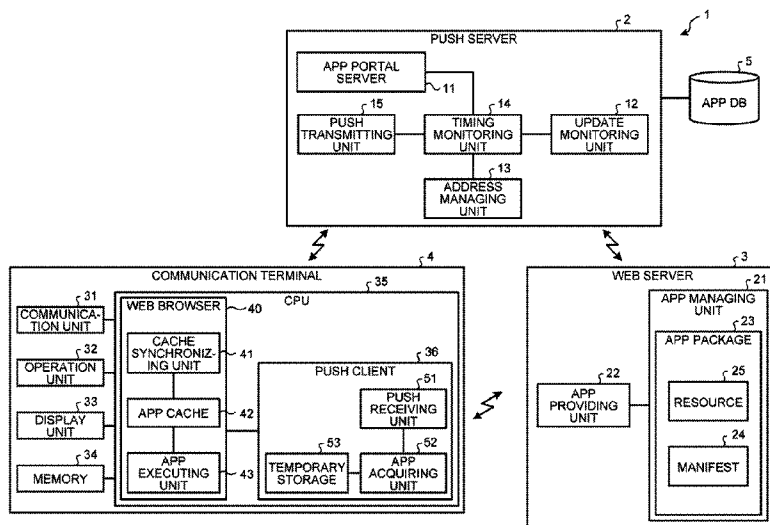 1
2
PUSH SERVER
APP PORTAL
SERVER
11
5
APP DB
15
PUSH
TRANSMITTING
UNIT
14
TIMING
MONITORING
UNIT
12
UPDATE
MONITORING
UNIT
13
ADDRESS
MANAGING
UNIT
4
COMMUNICATION TERMINAL
35
CPU
31
COMMUNICA-
TION UNIT
32
OPERATION
UNIT
33
DISPLAY
UNIT
34
MEMORY
WEB BROWSER
40
CACHE
SYNCHRONIZ-
ING UNIT
41
APP CACHE
42
APP
EXECUTING
UNIT
43
36
PUSH CLIENT
51
PUSH
RECEIVING
UNIT
53
TEMPORARY
STORAGE
52
APP
ACQUIRING
UNIT
3
WEB SERVER
21
APP MANAGING
UNIT
23
APP PACKAGE
22
APP
PROVIDING
UNIT
25
RESOURCE
24
MANIFEST